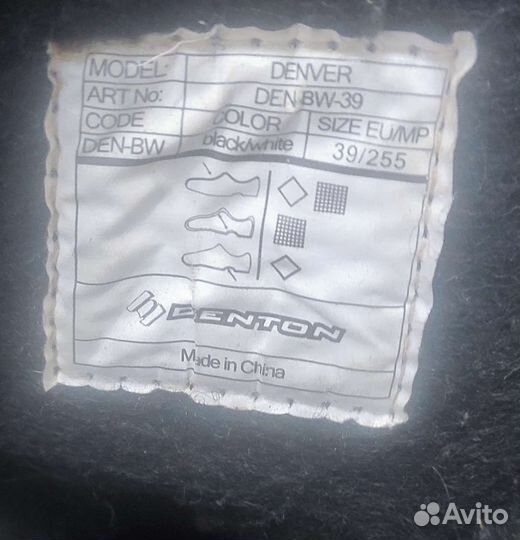 MODEL: DENVER
ART No: DEN-BW-39
CODE COLOR SIZE EU/MP
DEN-BW black/white 39/255
DENTON
Made in China
Avito